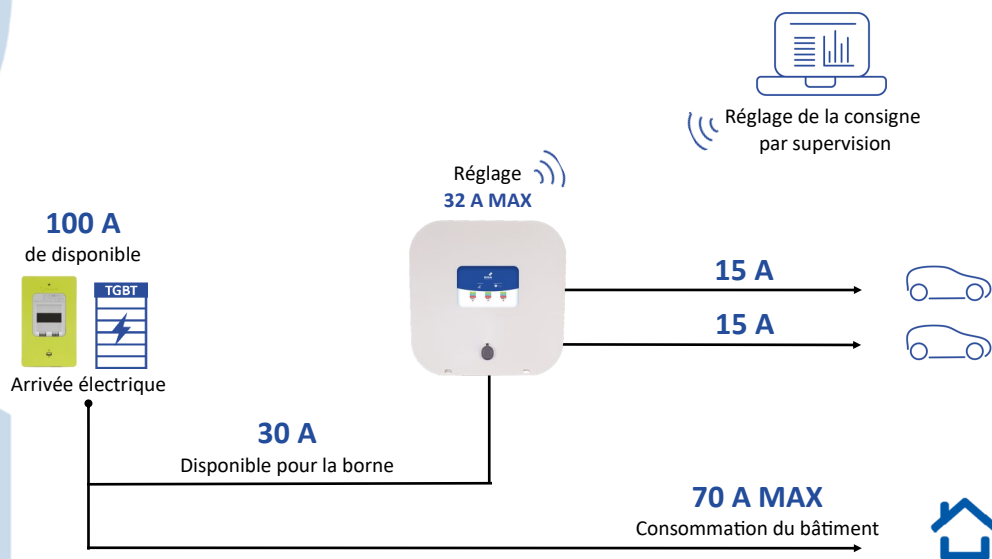 Réglage de la consigne
par supervision
Réglage
32 A MAX
100 A
de disponible
TGBT
Arrivée électrique
15 A
15 A
30 A
Disponible pour la borne
70 A MAX
Consommation du bâtiment